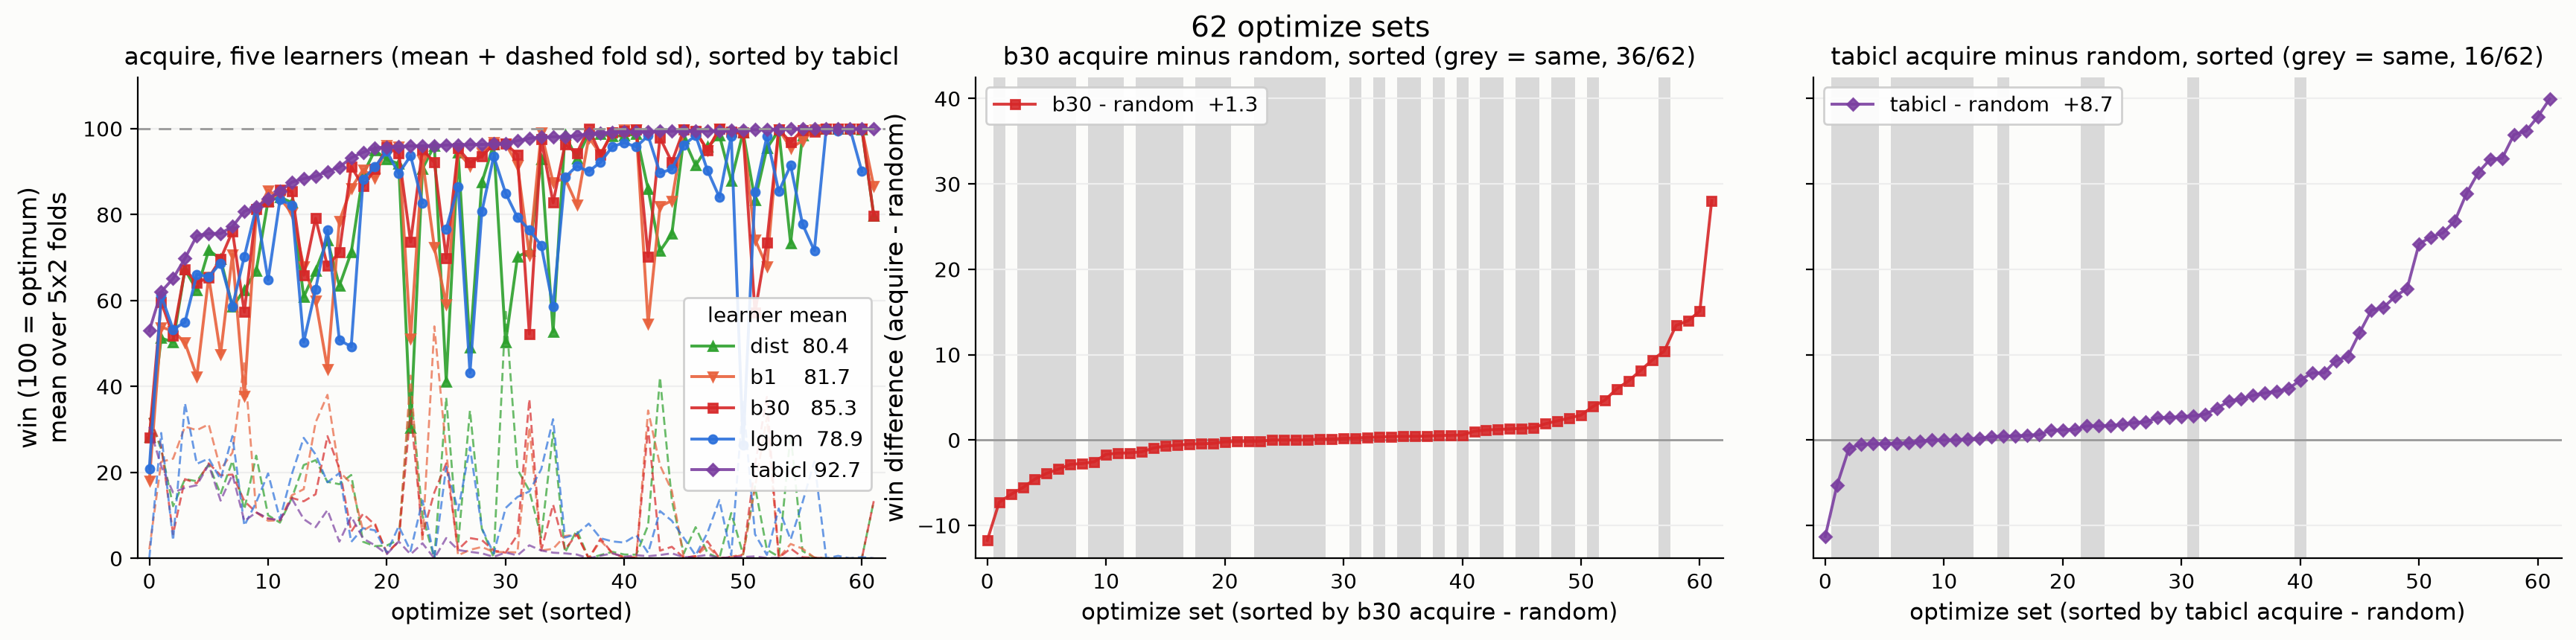 62 optimize sets
acquire, five learners (mean + dashed fold sd), sorted by tabicl
win (100 = optimum)
mean over 5x2 folds
100
80
60
40
20
0
learner mean
dist 80.4
b1 81.7
b30 85.3
lgbm 78.9
tabicl 92.7
0 10 20 30 40 50 60
optimize set (sorted)
b30 acquire minus random, sorted (grey = same, 36/62)
win difference (acquire - random)
40
30
20
10
0
−10
b30 - random +1.3
0 10 20 30 40 50 60
optimize set (sorted by b30 acquire - random)
tabicl acquire minus random, sorted (grey = same, 16/62)
tabicl - random +8.7
0 10 20 30 40 50 60
optimize set (sorted by tabicl acquire - random)